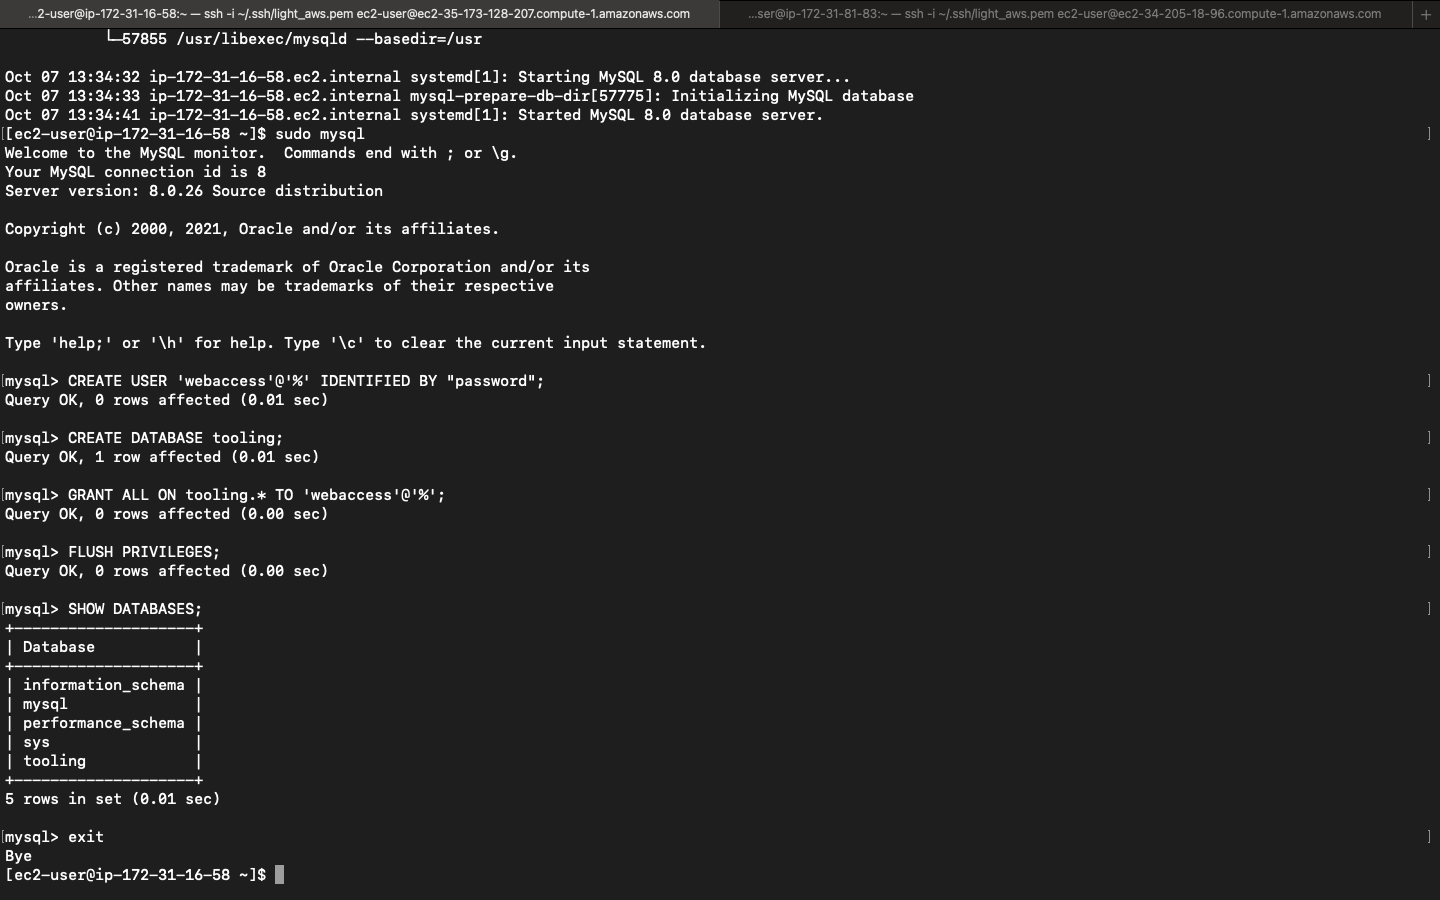 ...2-user@ip-172-31-16-58:~ — ssh -i ~/.ssh/light_aws.pem ec2-user@ec2-35-173-128-207.compute-1.amazonaws.com
...ser@ip-172-31-81-83:~ — ssh -i ~/.ssh/light_aws.pem ec2-user@ec2-34-205-18-96.compute-1.amazonaws.com +
└─57855 /usr/libexec/mysqld --basedir=/usr
Oct 07 13:34:32 ip-172-31-16-58.ec2.internal systemd[1]: Starting MySQL 8.0 database server...
Oct 07 13:34:33 ip-172-31-16-58.ec2.internal mysql-prepare-db-dir[57775]: Initializing MySQL database
Oct 07 13:34:41 ip-172-31-16-58.ec2.internal systemd[1]: Started MySQL 8.0 database server.
[[ec2-user@ip-172-31-16-58 ~]$ sudo mysql ]
Welcome to the MySQL monitor.  Commands end with ; or \g.
Your MySQL connection id is 8
Server version: 8.0.26 Source distribution
Copyright (c) 2000, 2021, Oracle and/or its affiliates.
Oracle is a registered trademark of Oracle Corporation and/or its
affiliates. Other names may be trademarks of their respective
owners.
Type 'help;' or '\h' for help. Type '\c' to clear the current input statement.
[mysql> CREATE USER 'webaccess'@'%' IDENTIFIED BY "password"; ]
Query OK, 0 rows affected (0.01 sec)
[mysql> CREATE DATABASE tooling; ]
Query OK, 1 row affected (0.01 sec)
[mysql> GRANT ALL ON tooling.* TO 'webaccess'@'%'; ]
Query OK, 0 rows affected (0.00 sec)
[mysql> FLUSH PRIVILEGES; ]
Query OK, 0 rows affected (0.00 sec)
[mysql> SHOW DATABASES; ]
+--------------------+
| Database           |
+--------------------+
| information_schema |
| mysql              |
| performance_schema |
| sys                |
| tooling            |
+--------------------+
5 rows in set (0.01 sec)
[mysql> exit ]
Bye
[ec2-user@ip-172-31-16-58 ~]$